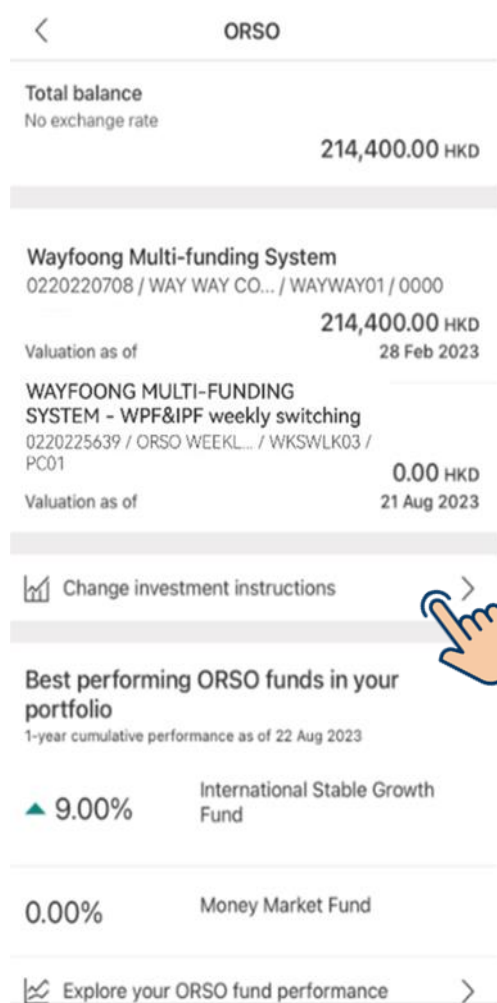 ORSO
Total balance
No exchange rate
214,400.00 HKD
Wayfoong Multi-funding System
0220220708 / WAY WAY CO... / WAYWAY01 / 0000
214,400.00 HKD
Valuation as of 28 Feb 2023
WAYFOONG MULTI-FUNDING
SYSTEM - WPF&IPF weekly switching
0220225639 / ORSO WEEKL... / WKSWLK03 /
PC01
0.00 HKD
Valuation as of 21 Aug 2023
Change investment instructions
Best performing ORSO funds in your
portfolio
1-year cumulative performance as of 22 Aug 2023
9.00% International Stable Growth
Fund
0.00% Money Market Fund
Explore your ORSO fund performance